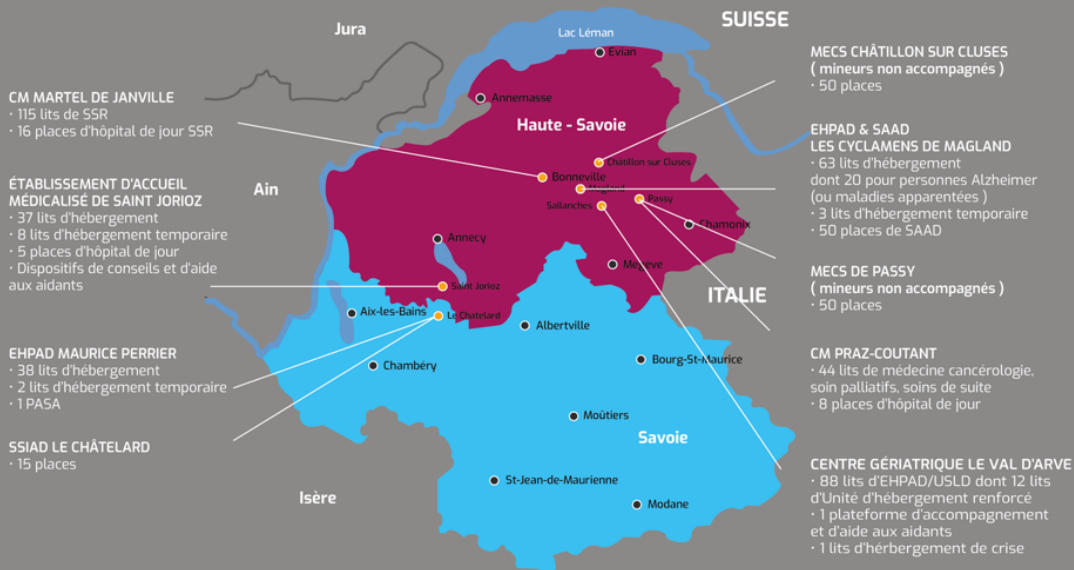 SUISSE
Jura
Lac Léman
Evian
Annemasse
Haute - Savoie
Châtillon sur Cluses
Bonneville
Magland
Sallanches
Passy
Chamonix
Annecy
Megève
Saint Jorioz
ITALIE
Ain
Aix-les-Bains
Le Chatelard
Albertville
Chambéry
Bourg-St-Maurice
Moûtiers
Savoie
St-Jean-de-Maurienne
Modane
Isère
CM MARTEL DE JANVILLE
· 115 lits de SSR
· 16 places d'hôpital de jour SSR
ÉTABLISSEMENT D'ACCUEIL
MÉDICALISÉ DE SAINT JORIOZ
· 37 lits d'hébergement
· 8 lits d'hébergement temporaire
· 5 places d'hôpital de jour
· Dispositifs de conseils et d'aide
aux aidants
EHPAD MAURICE PERRIER
· 38 lits d'hébergement
· 2 lits d'hébergement temporaire
· 1 PASA
SSIAD LE CHÂTELARD
· 15 places
MECS CHÂTILLON SUR CLUSES
( mineurs non accompagnés )
· 50 places
EHPAD & SAAD
LES CYCLAMENS DE MAGLAND
· 63 lits d'hébergement
dont 20 pour personnes Alzheimer
(ou maladies apparentées )
· 3 lits d'hébergement temporaire
· 50 places de SAAD
MECS DE PASSY
( mineurs non accompagnés )
· 50 places
CM PRAZ-COUTANT
· 44 lits de médecine cancérologie,
soin palliatifs, soins de suite
· 8 places d'hôpital de jour
CENTRE GÉRIATRIQUE LE VAL D'ARVE
· 88 lits d'EHPAD/USLD dont 12 lits
d'Unité d'hébergement renforcé
· 1 plateforme d'accompagnement
et d'aide aux aidants
· 1 lits d'hérbergement de crise